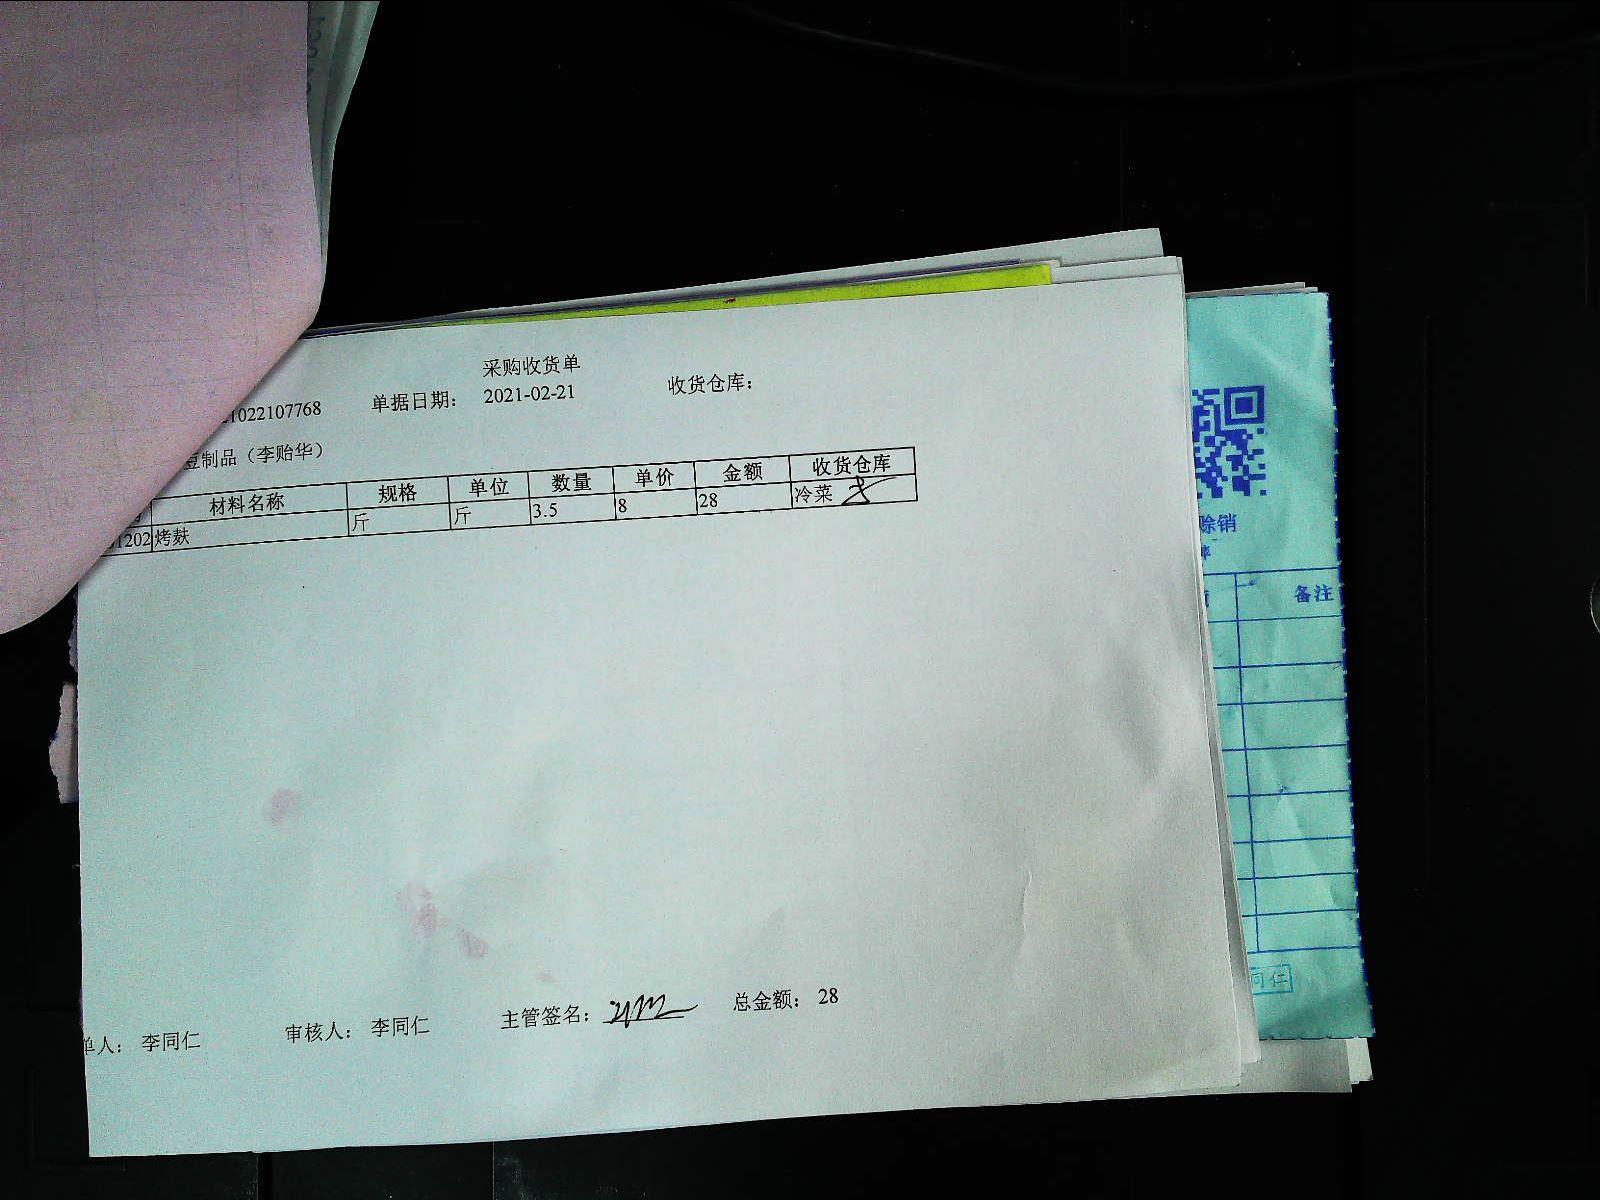 采购收货单
1022107768 单据日期： 2021-02-21 收货仓库：
豆制品（李贻华）
材料名称 规格 单位 数量 单价 金额 收货仓库
1202 烤麸 斤 斤 3.5 8 28 冷菜
单人： 李同仁 审核人： 李同仁 主管签名： 总金额： 28
赊销
备注
同仁